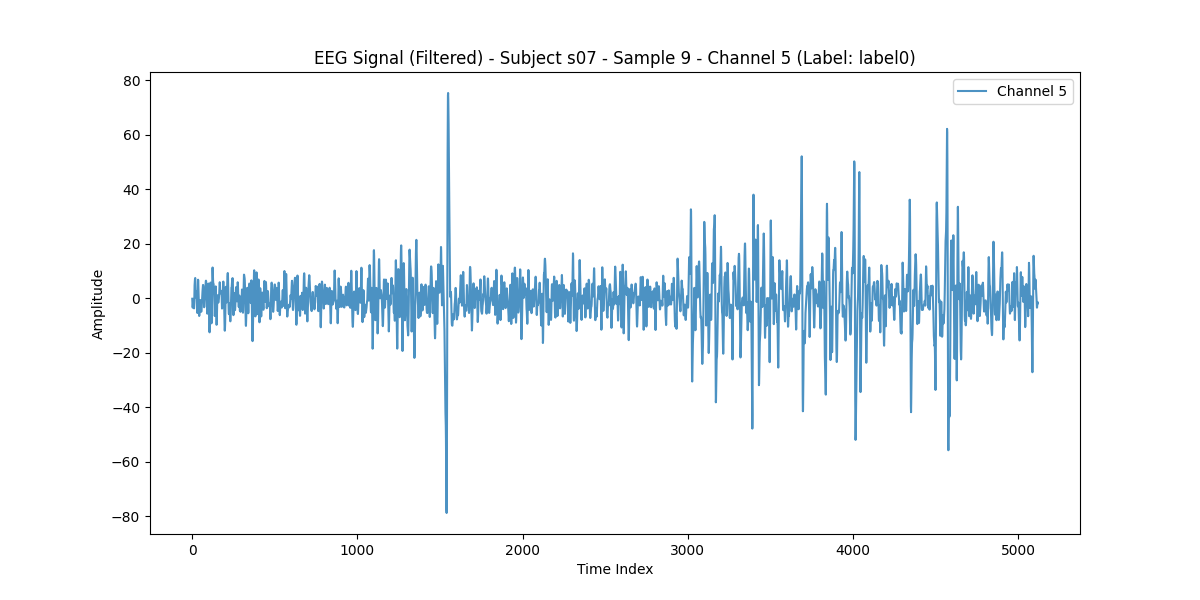 EEG Signal (Filtered) - Subject s07 - Sample 9 - Channel 5 (Label: label0)
Channel 5
Amplitude
80
60
40
20
0
−20
−40
−60
−80
0 1000 2000 3000 4000 5000
Time Index